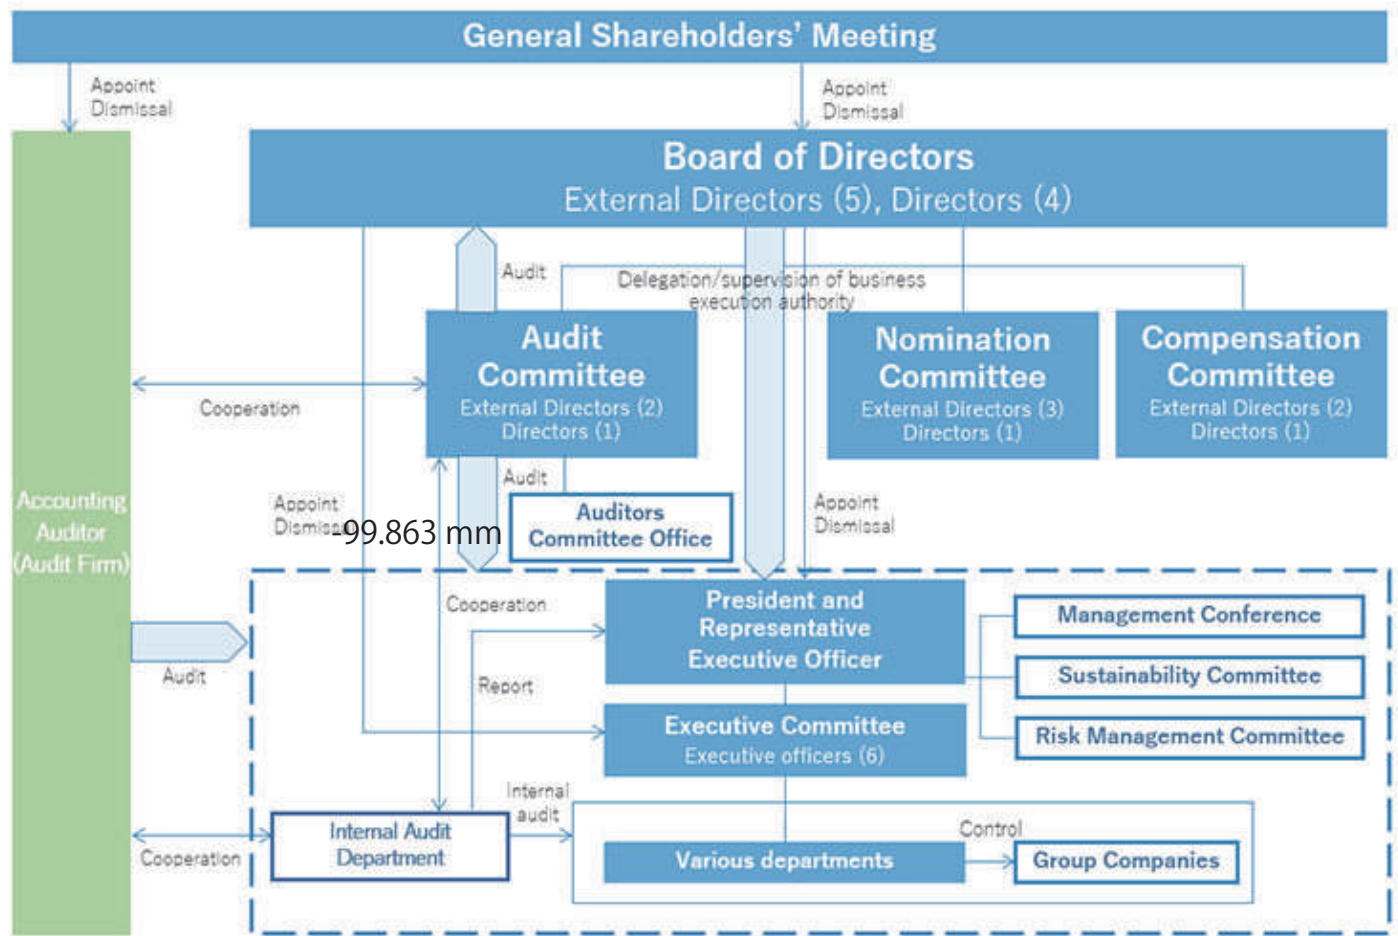 General Shareholders' Meeting
Appoint
Dismissal
Appoint
Dismissal
Board of Directors
External Directors (5), Directors (4)
Audit
Delegation/supervision of business
execution authority
Audit
Committee
External Directors (2)
Directors (1)
Nomination
Committee
External Directors (3)
Directors (1)
Compensation
Committee
External Directors (2)
Directors (1)
Cooperation
Accounting
Auditor
(Audit Firm)
Appoint
Dismissal
-99.863 mm
Audit
Auditors
Committee Office
Appoint
Dismissal
Cooperation
President and
Representative
Executive Officer
Management Conference
Sustainability Committee
Risk Management Committee
Audit
Report
Executive Committee
Executive officers (6)
Internal
audit
Internal Audit
Department
Cooperation
Various departments
Control
Group Companies